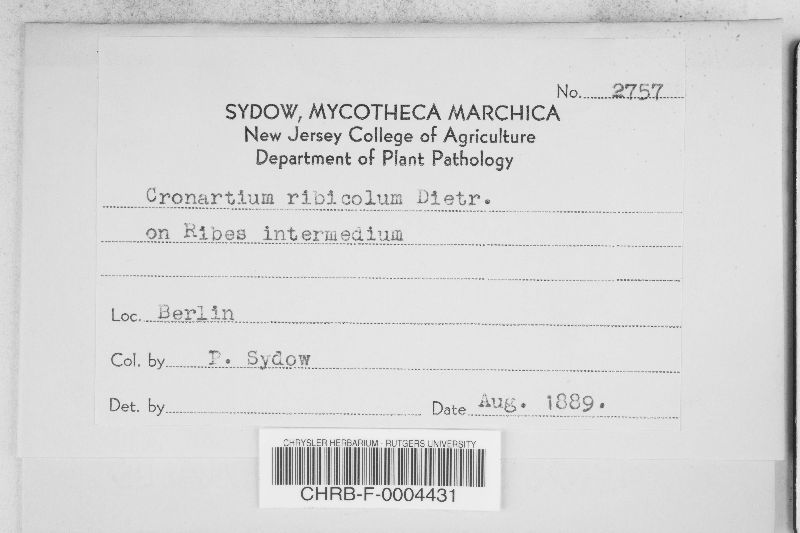 No. 2757
SYDOW, MYCOTHECA MARCHICA
New Jersey College of Agriculture
Department of Plant Pathology
Cronartium ribicolum Dietr.
on Ribes intermedium
Loc. Berlin
Col. by P. Sydow
Det. by
Date Aug. 1889.
CHRYSLER HERBARIUM - RUTGERS UNIVERSITY
CHRB-F-0004431